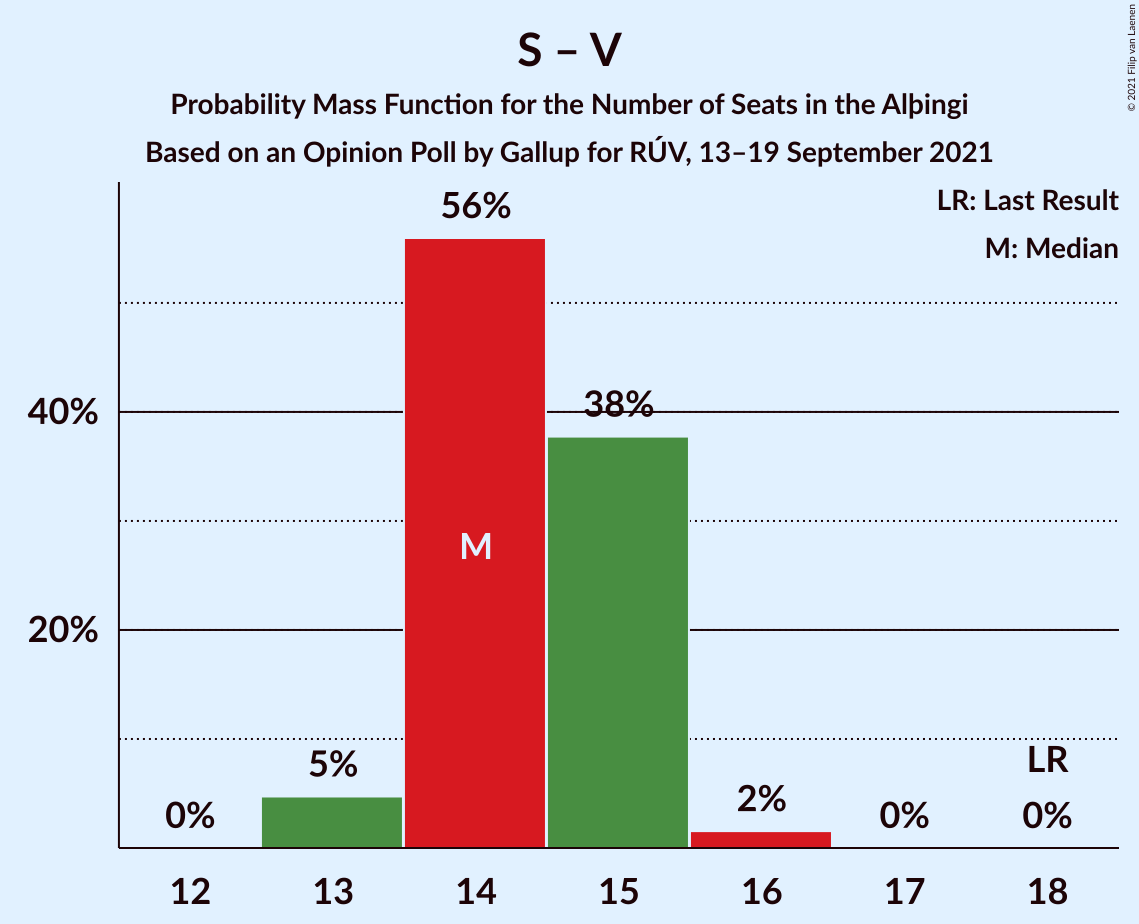 S – V
Probability Mass Function for the Number of Seats in the Alþingi
Based on an Opinion Poll by Gallup for RÚV, 13–19 September 2021
© 2021 Filip van Laenen
LR: Last Result
M: Median
56%
40%
38%
M
20%
5%
LR
0%
2%
0%
0%
12 13 14 15 16 17 18